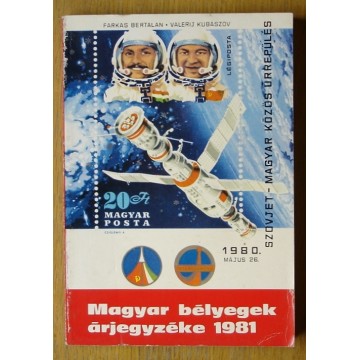 FARKAS BERTALAN • VALERIJ KUBASZOV
LÉGIPOSTA
SZOVJET - MAGYAR KÖZÖS ŰRREPÜLÉS
20 Ft
MAGYAR
POSTA
1980.
MÁJUS 26.
Magyar bélyegek
árjegyzéke 1981